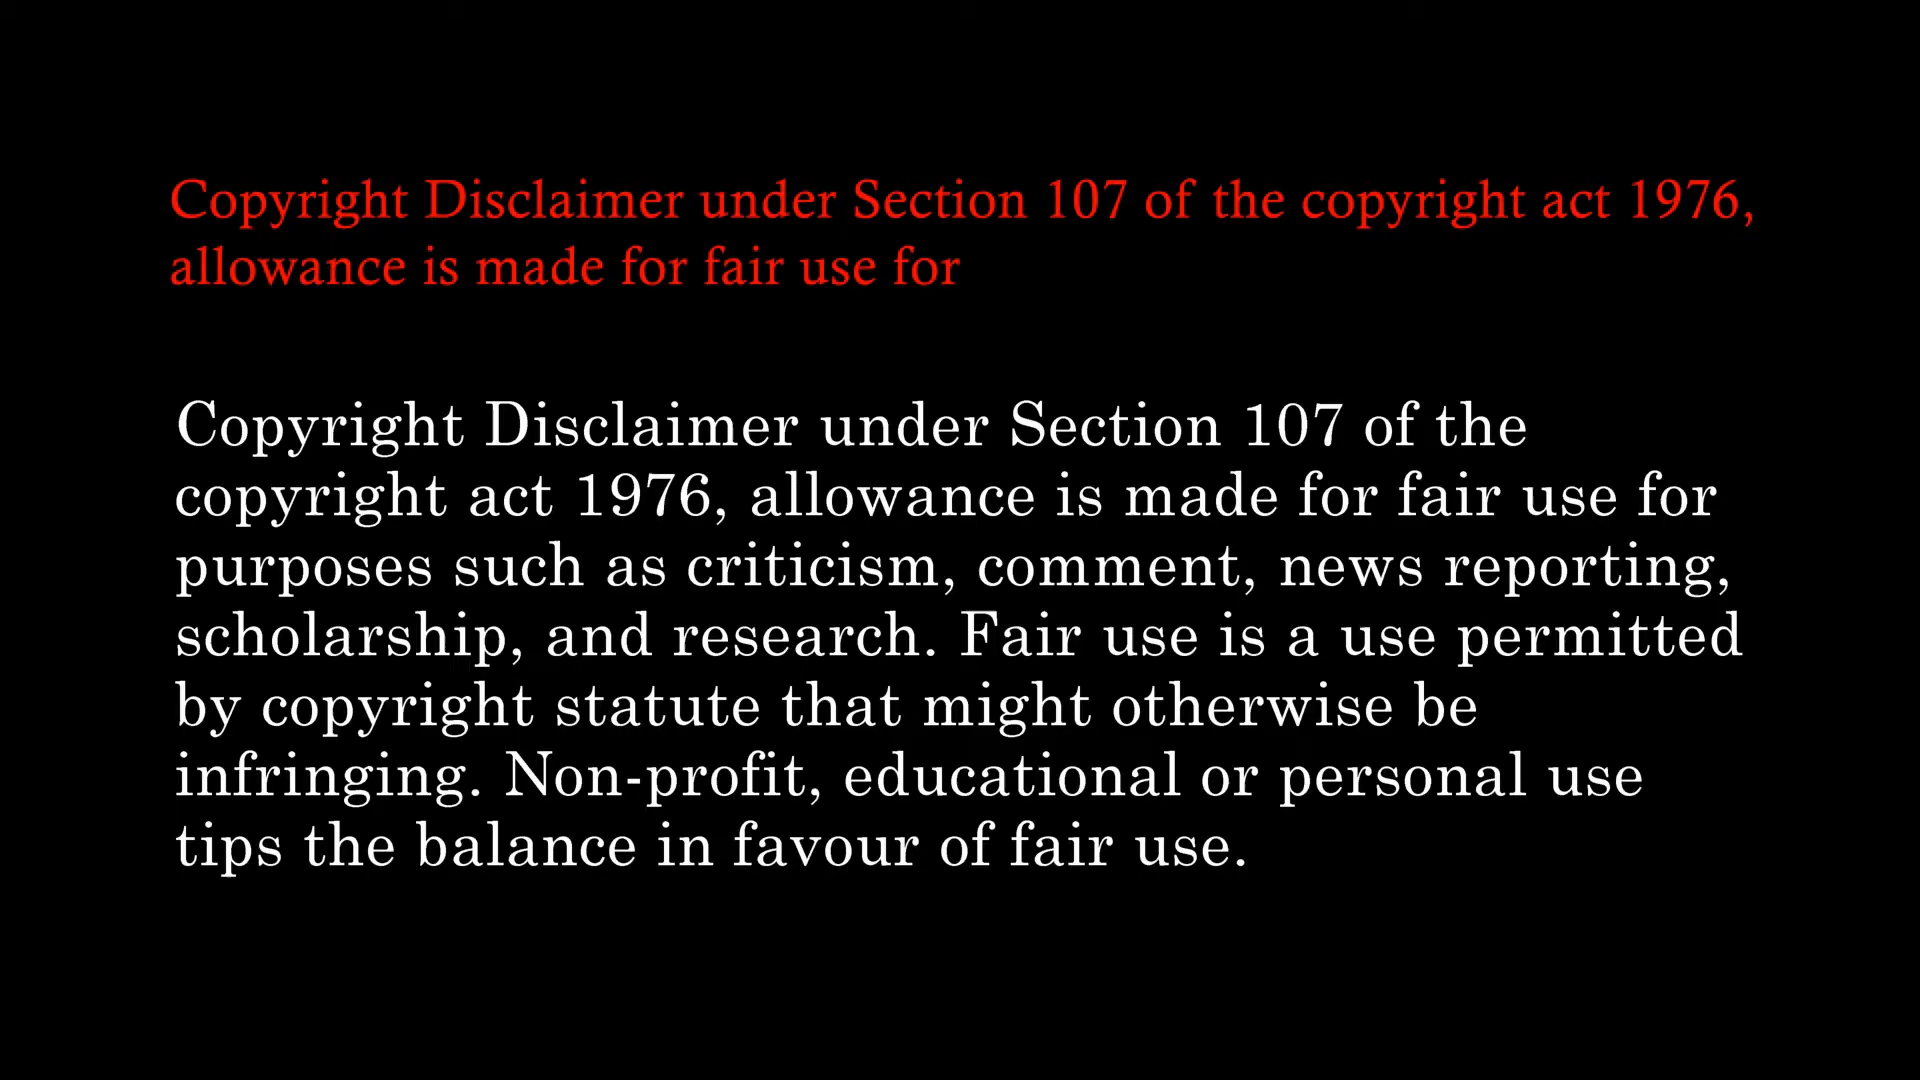 Copyright Disclaimer under Section 107 of the copyright act 1976,
allowance is made for fair use for
Copyright Disclaimer under Section 107 of the
copyright act 1976, allowance is made for fair use for
purposes such as criticism, comment, news reporting,
scholarship, and research. Fair use is a use permitted
by copyright statute that might otherwise be
infringing. Non-profit, educational or personal use
tips the balance in favour of fair use.